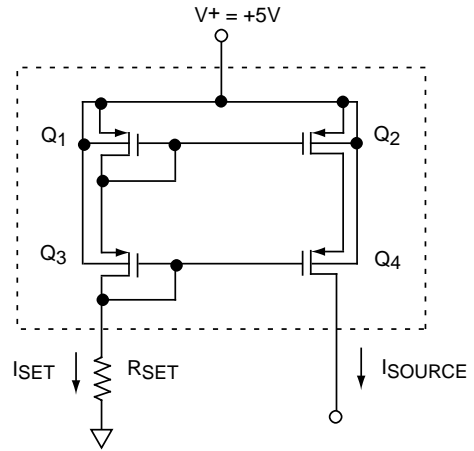 V+ = +5V
Q1
Q2
Q3
Q4
ISET
RSET
ISOURCE